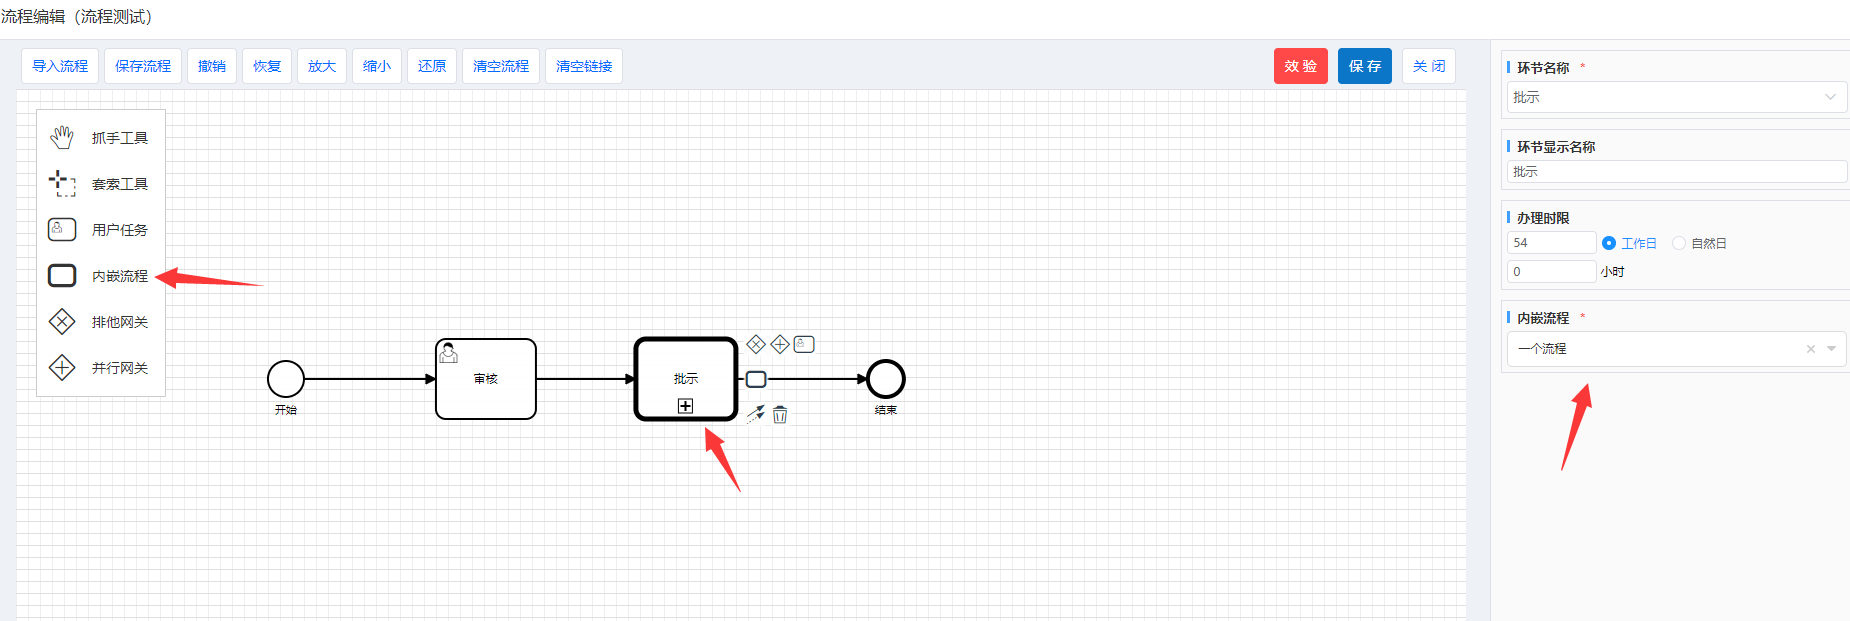 流程编辑（流程测试）
导入流程 保存流程 撤销 恢复 放大 缩小 还原 清空流程 清空链接 效验 保存 关闭
抓手工具
套索工具
用户任务
内嵌流程
排他网关
并行网关
开始
审核
批示
结束
环节名称 *
批示
环节显示名称
批示
办理时限
54 工作日 自然日
0 小时
内嵌流程 *
一个流程